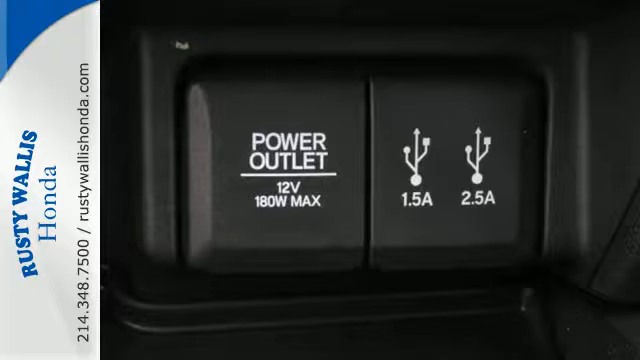 RUSTY WALLIS
Honda
214.348.7500 / rustywallishonda.com
POWER
OUTLET
12V
180W MAX
1.5A 2.5A